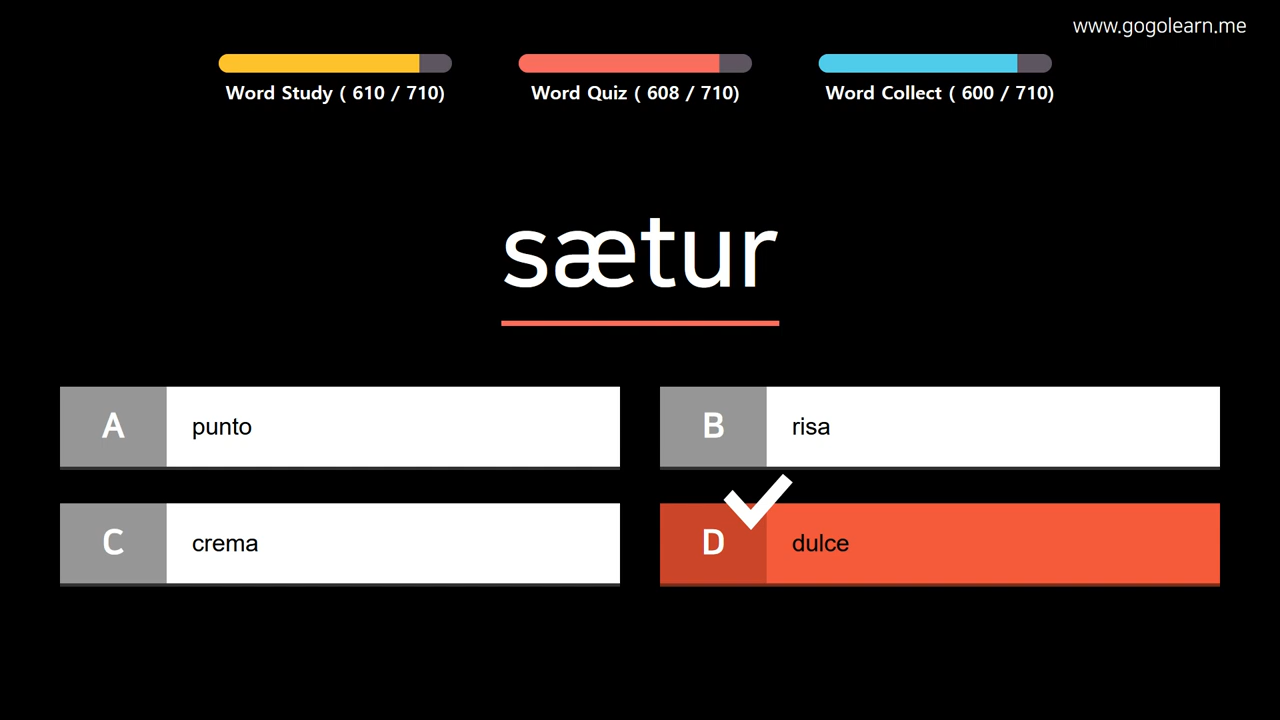 www.gogolearn.me
Word Study ( 610 / 710)
Word Quiz ( 608 / 710)
Word Collect ( 600 / 710)
sætur
A punto
B risa
C crema
D dulce